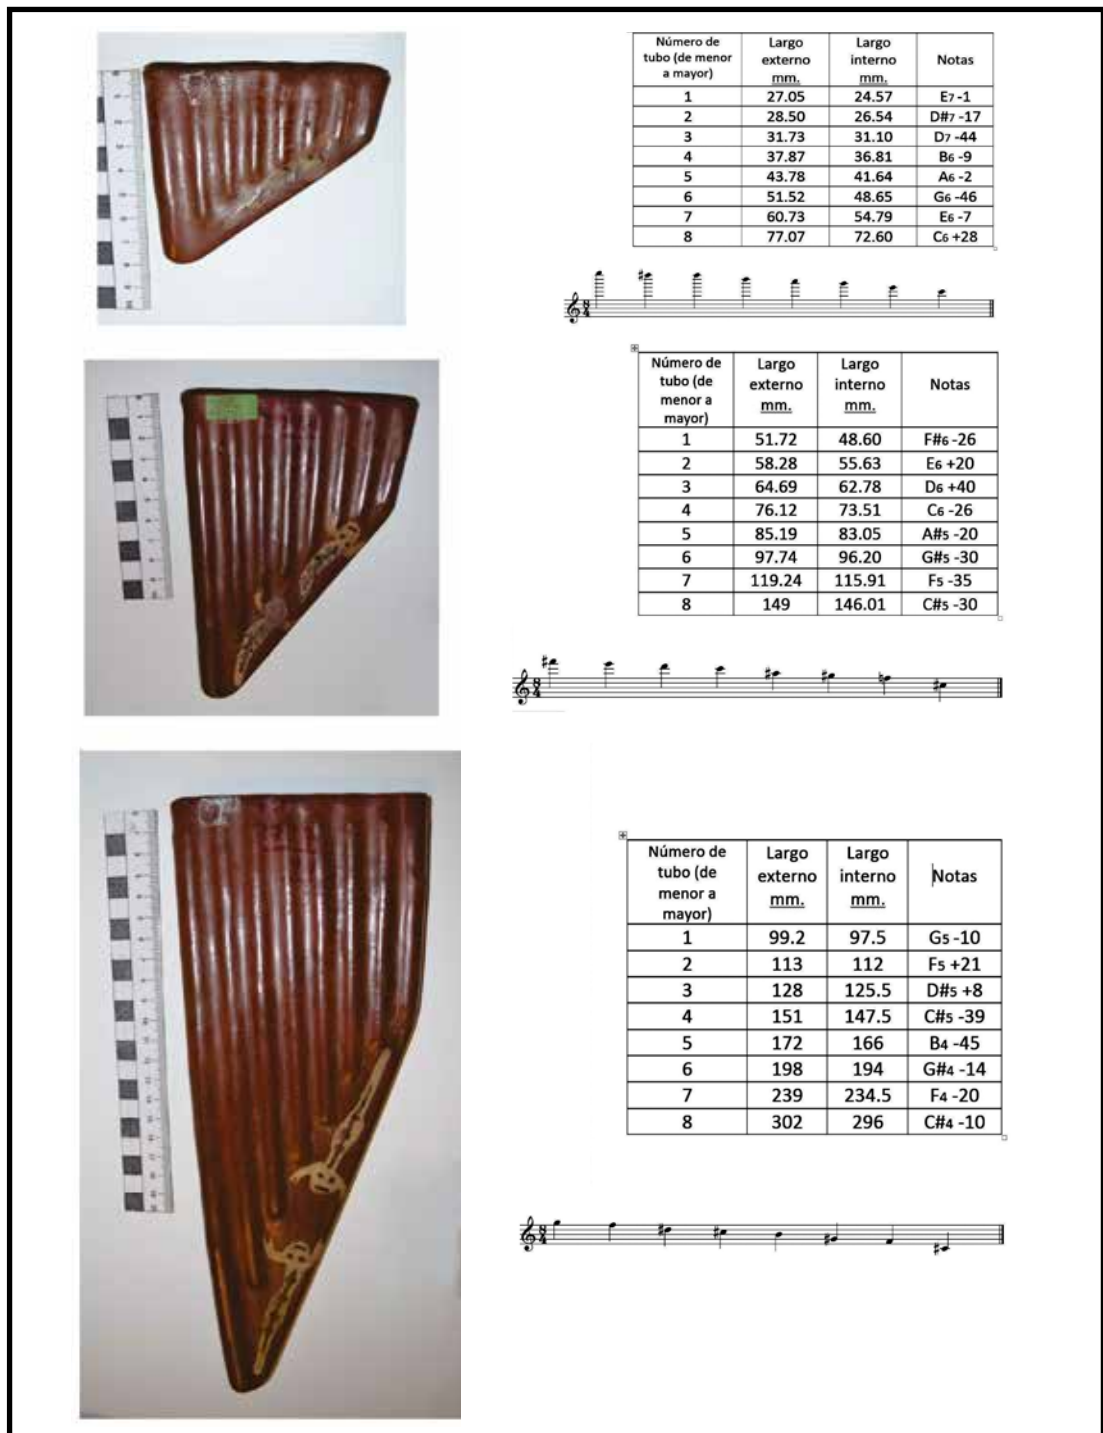 Número de tubo (de menor a mayor) Largo externo mm. Largo interno mm. Notas
1 27.05 24.57 E7 -1
2 28.50 26.54 D#7 -17
3 31.73 31.10 D7 -44
4 37.87 36.81 B6 -9
5 43.78 41.64 A6 -2
6 51.52 48.65 G6 -46
7 60.73 54.79 E6 -7
8 77.07 72.60 C6 +28
8
4
Número de tubo (de menor a mayor) Largo externo mm. Largo interno mm. Notas
1 51.72 48.60 F#6 -26
2 58.28 55.63 E6 +20
3 64.69 62.78 D6 +40
4 76.12 73.51 C6 -26
5 85.19 83.05 A#5 -20
6 97.74 96.20 G#5 -30
7 119.24 115.91 F5 -35
8 149 146.01 C#5 -30
8
4
Número de tubo (de menor a mayor) Largo externo mm. Largo interno mm. Notas
1 99.2 97.5 G5 -10
2 113 112 F5 +21
3 128 125.5 D#5 +8
4 151 147.5 C#5 -39
5 172 166 B4 -45
6 198 194 G#4 -14
7 239 234.5 F4 -20
8 302 296 C#4 -10
8
4